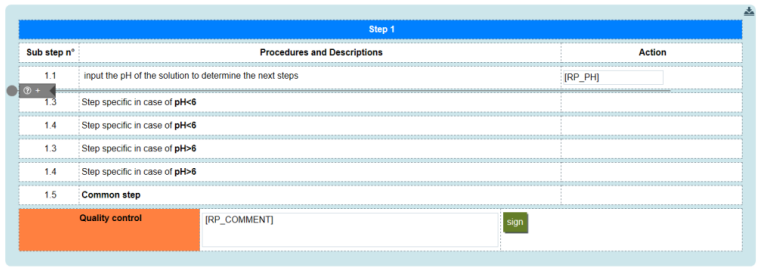 Step 1
Sub step n° Procedures and Descriptions Action
1.1 input the pH of the solution to determine the next steps [RP_PH]
? +
1.3 Step specific in case of pH<6
1.4 Step specific in case of pH<6
1.3 Step specific in case of pH>6
1.4 Step specific in case of pH>6
1.5 Common step
Quality control [RP_COMMENT] sign